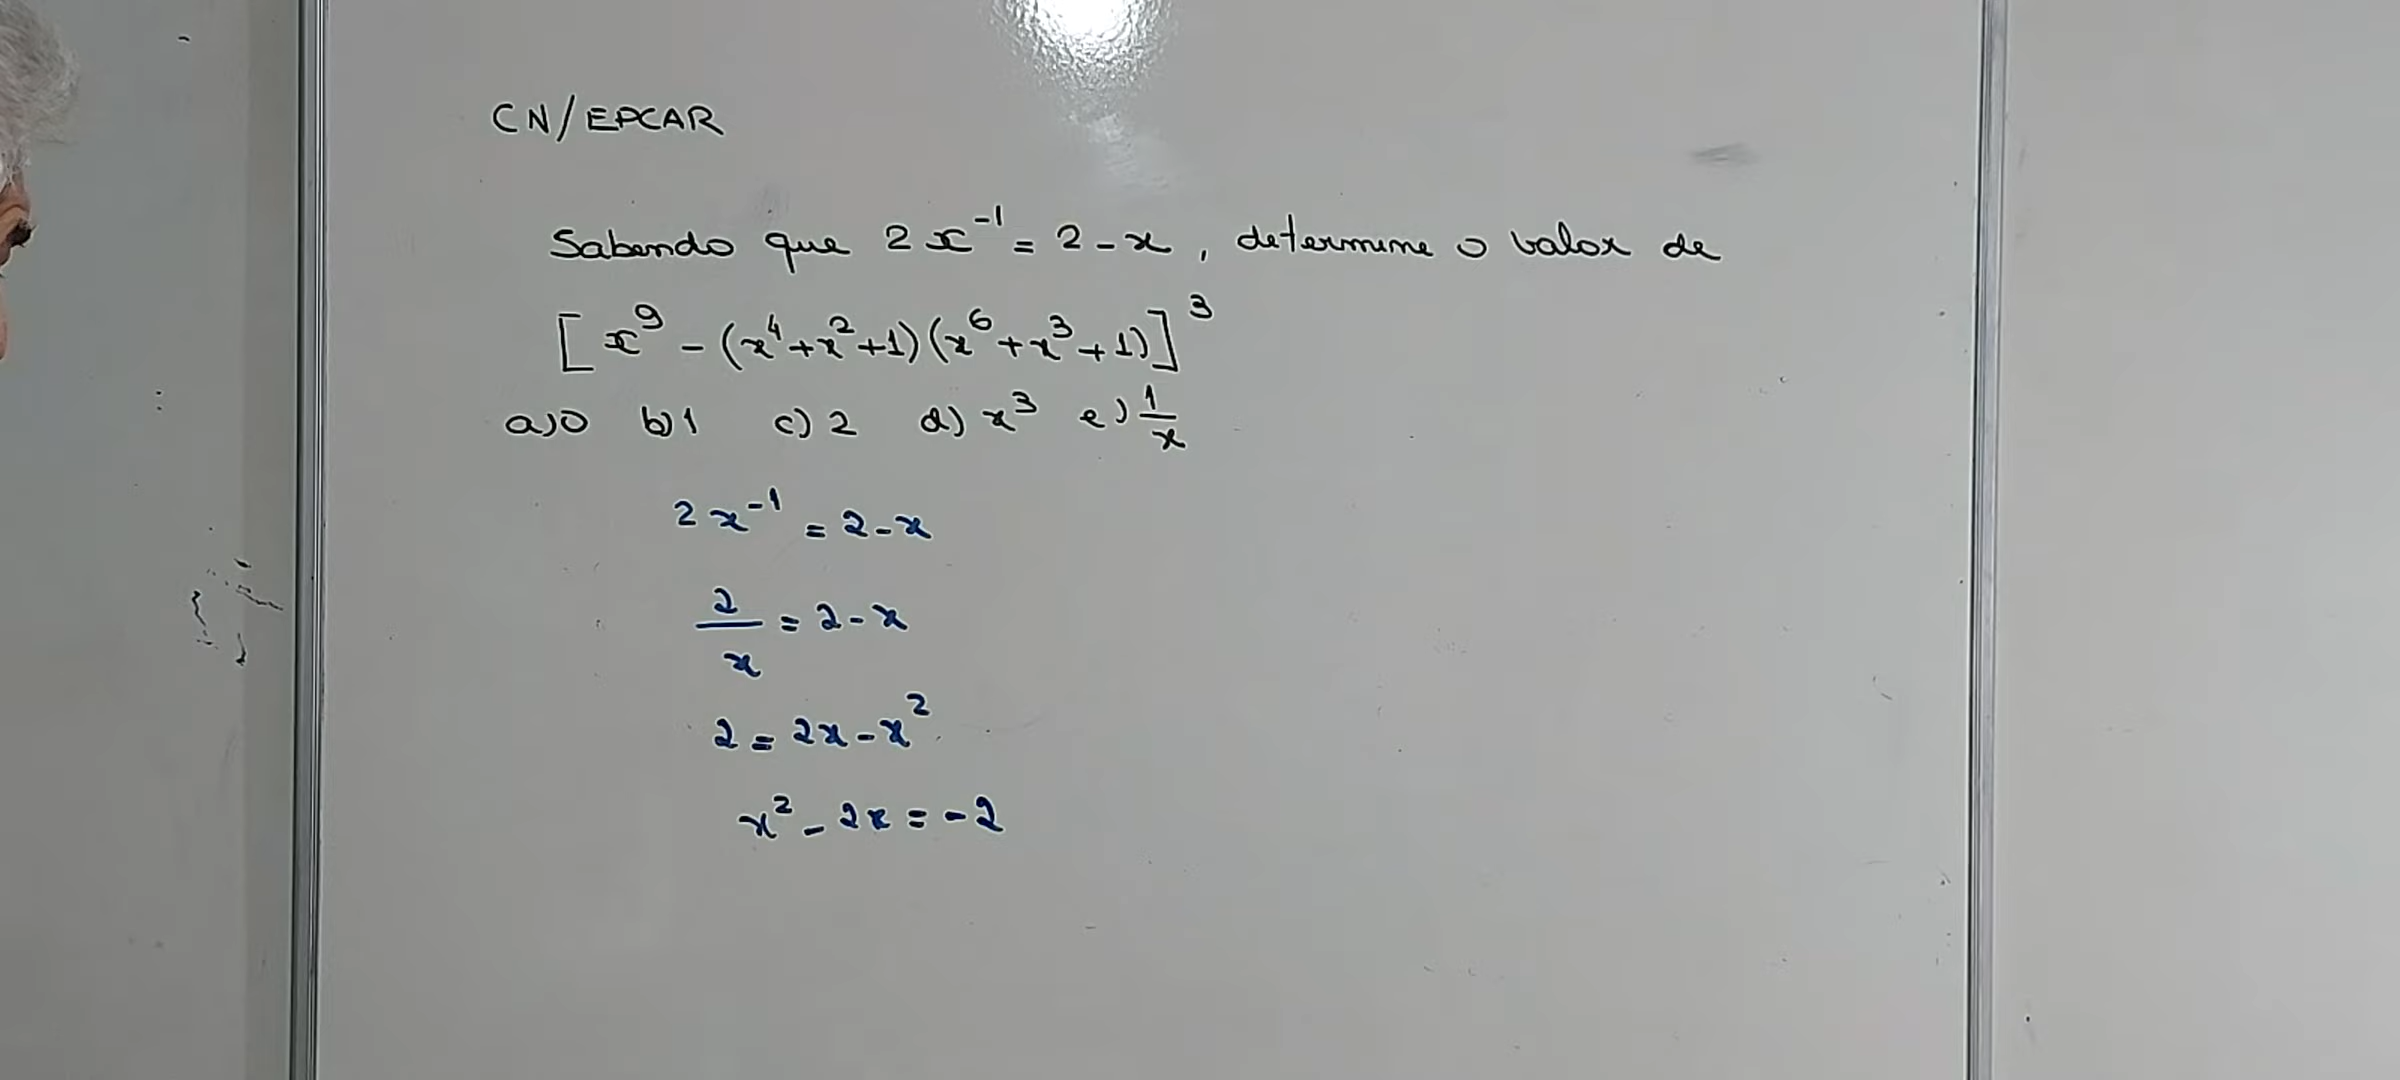 CN/EPCAR
Sabendo que 2x⁻¹ = 2 - x, determine o valor de
[x⁹ - (x⁴ + x² + 1)(x⁶ + x³ + 1)]³
a) 0 b) 1 c) 2 d) x³ e) 1/x
2x⁻¹ = 2 - x
2/x = 2 - x
2 = 2x - x²
x² - 2x = -2